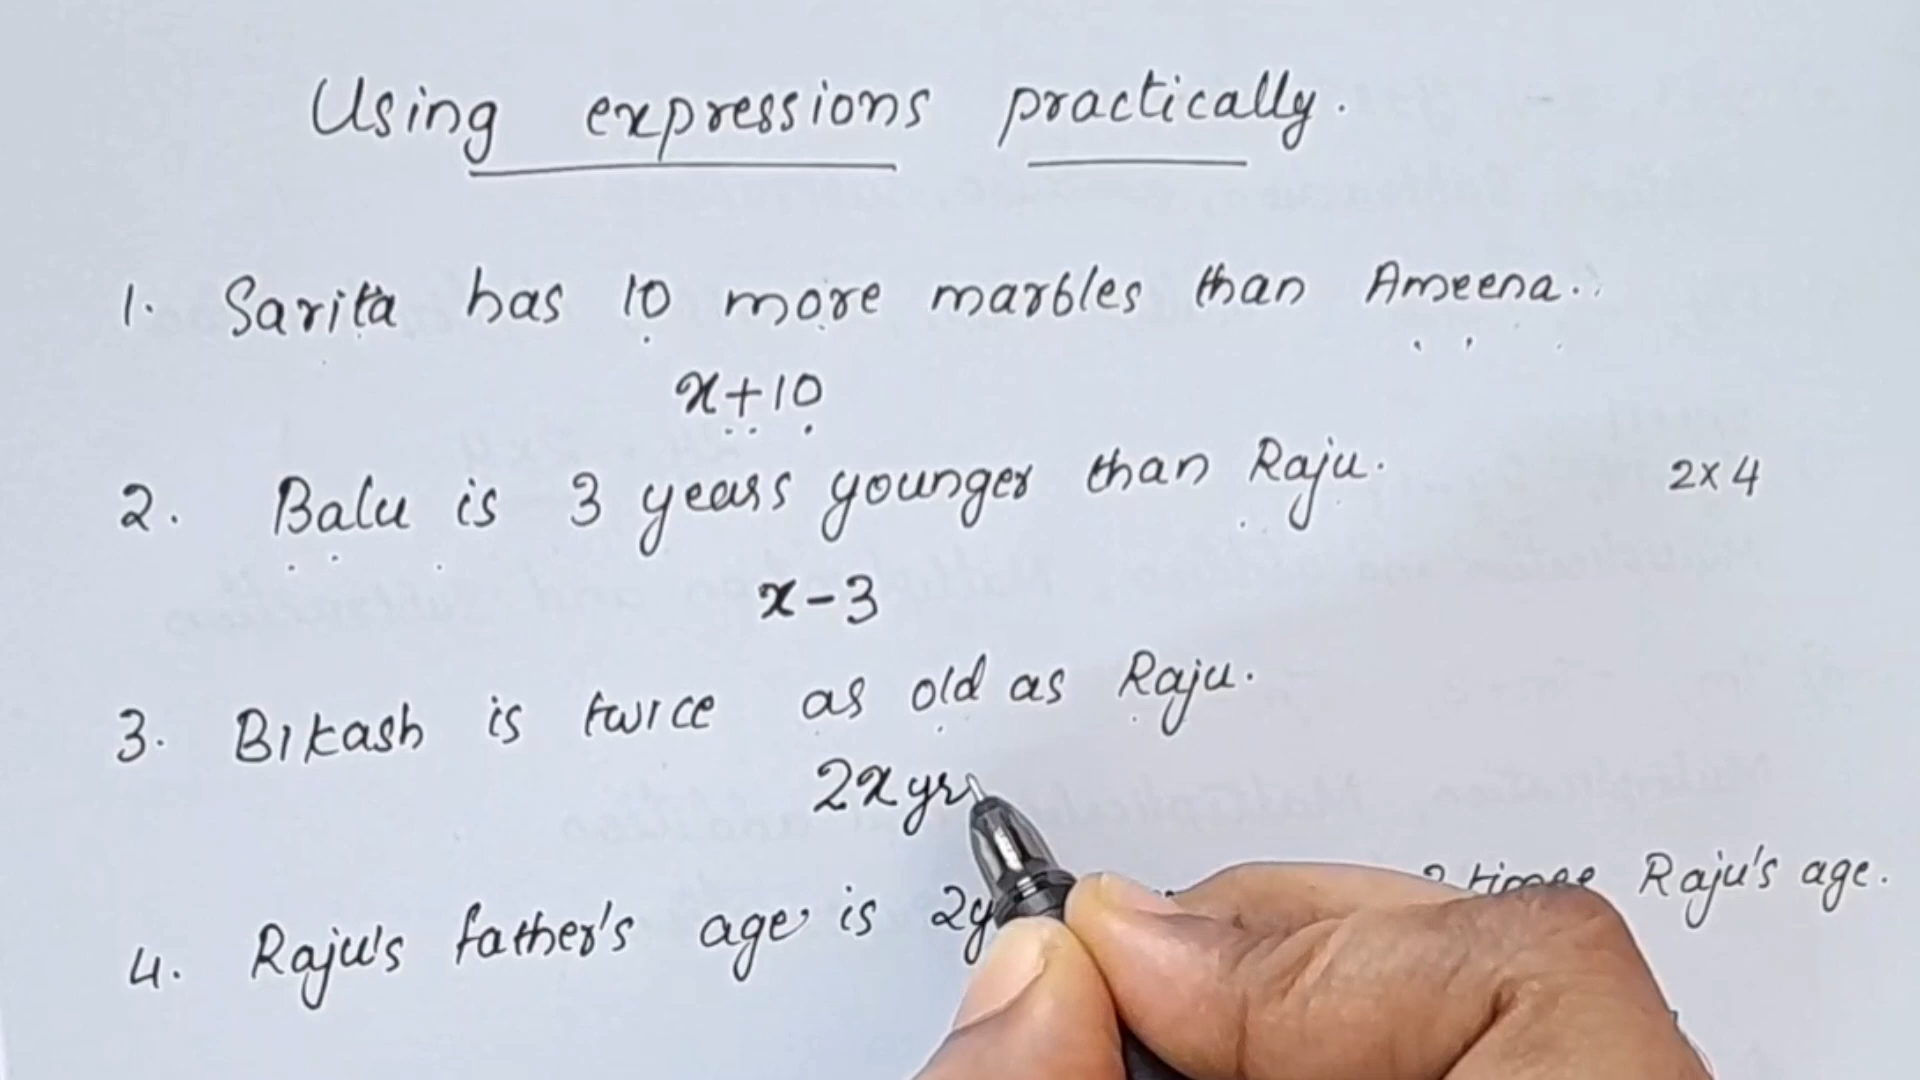 Using expressions practically.
1. Sarita has 10 more marbles than Ameena.
x+10
2. Balu is 3 years younger than Raju.
2x4
x-3
3. Bikash is twice as old as Raju.
2x yr
4. Raju's father's age is times Raju's age.